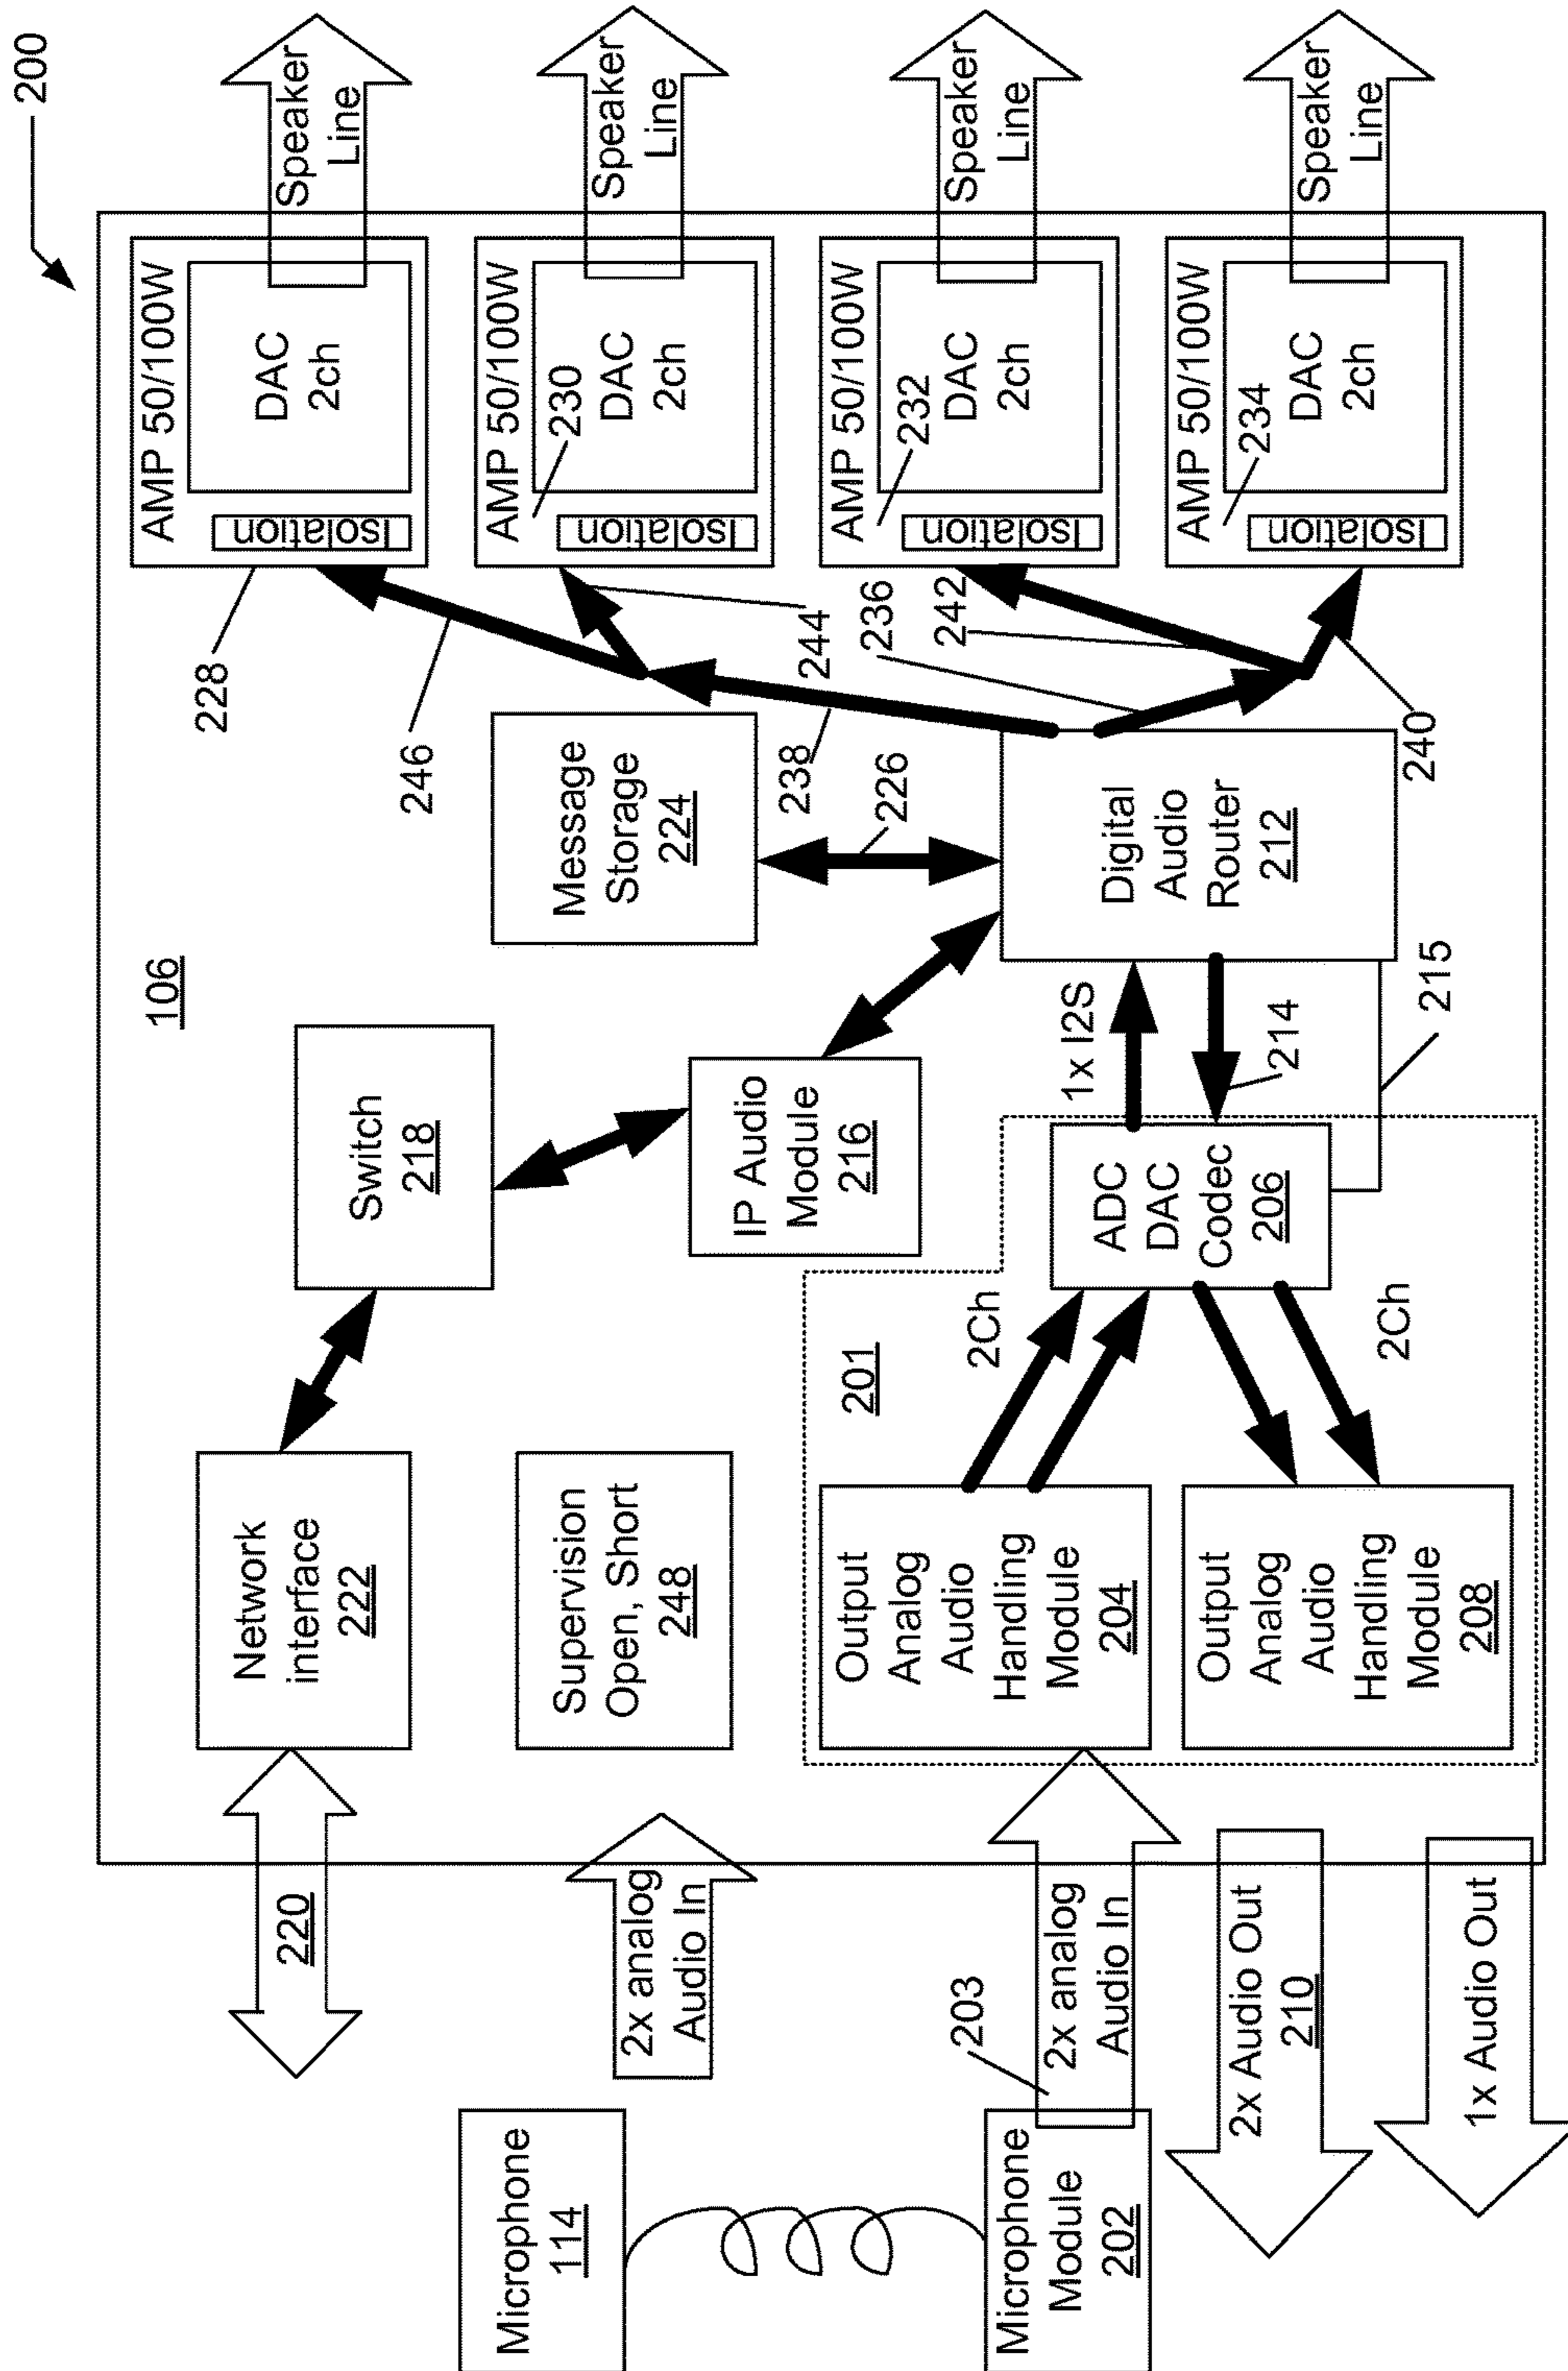 200
106
Microphone
114
Microphone
Module
202
203
220
2x analog
Audio In
2x analog
Audio In
2x Audio Out
210
1x Audio Out
Network
interface
222
Supervision
Open, Short
248
201
Output
Analog
Audio
Handling
Module
204
Output
Analog
Audio
Handling
Module
208
2Ch
2Ch
Switch
218
IP Audio
Module
216
ADC
DAC
Codec
206
1x I2S
214
215
Message
Storage
224
226
Digital
Audio
Router
212
246
238
244
236
242
240
228
AMP 50/100W
Isolation
DAC
2ch
Speaker
Line
AMP 50/100W
230
Isolation
DAC
2ch
Speaker
Line
AMP 50/100W
232
Isolation
DAC
2ch
Speaker
Line
AMP 50/100W
234
Isolation
DAC
2ch
Speaker
Line